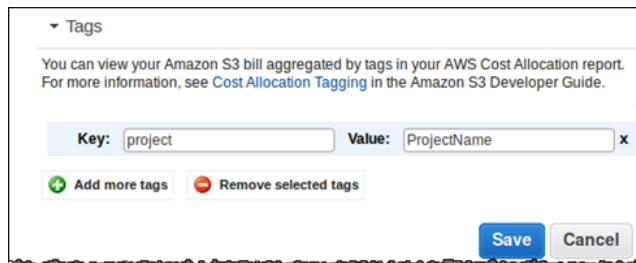 Tags
You can view your Amazon S3 bill aggregated by tags in your AWS Cost Allocation report.
For more information, see Cost Allocation Tagging in the Amazon S3 Developer Guide.
Key: project Value: ProjectName x
Add more tags Remove selected tags
Save Cancel